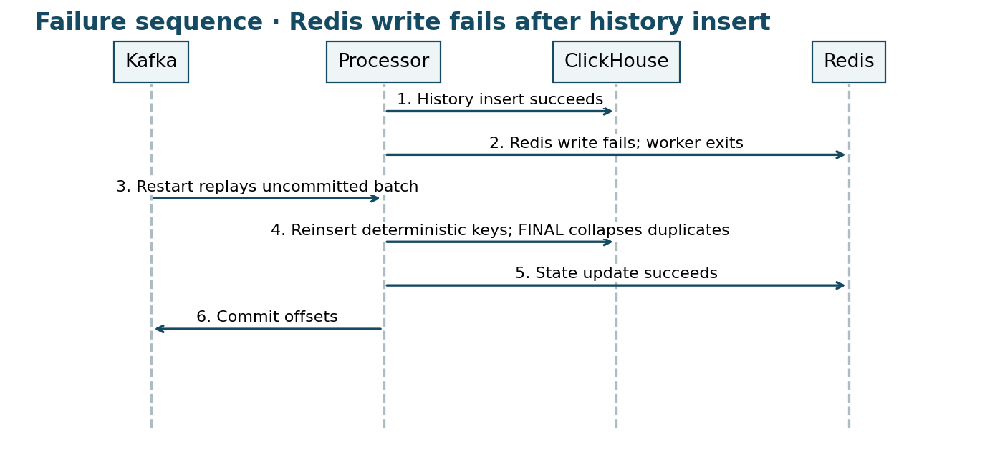 Failure sequence · Redis write fails after history insert
Kafka
Processor
ClickHouse
Redis
1. History insert succeeds
2. Redis write fails; worker exits
3. Restart replays uncommitted batch
4. Reinsert deterministic keys; FINAL collapses duplicates
5. State update succeeds
6. Commit offsets